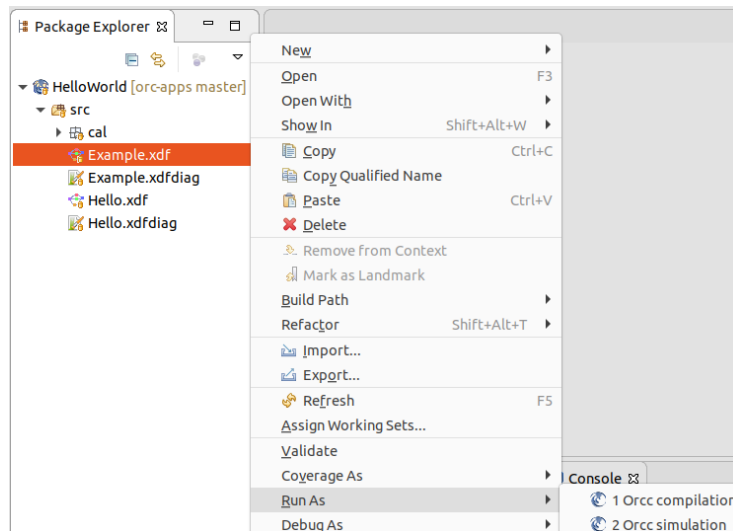 Package Explorer
HelloWorld [orc-apps master]
src
cal
Example.xdf
Example.xdfdiag
Hello.xdf
Hello.xdfdiag
New
Open F3
Open With
Show In Shift+Alt+W
Copy Ctrl+C
Copy Qualified Name
Paste Ctrl+V
Delete
Remove from Context
Mark as Landmark
Build Path
Refactor Shift+Alt+T
Import...
Export...
Refresh F5
Assign Working Sets...
Validate
Coverage As
Run As
Debug As
Console
1 Orcc compilation
2 Orcc simulation